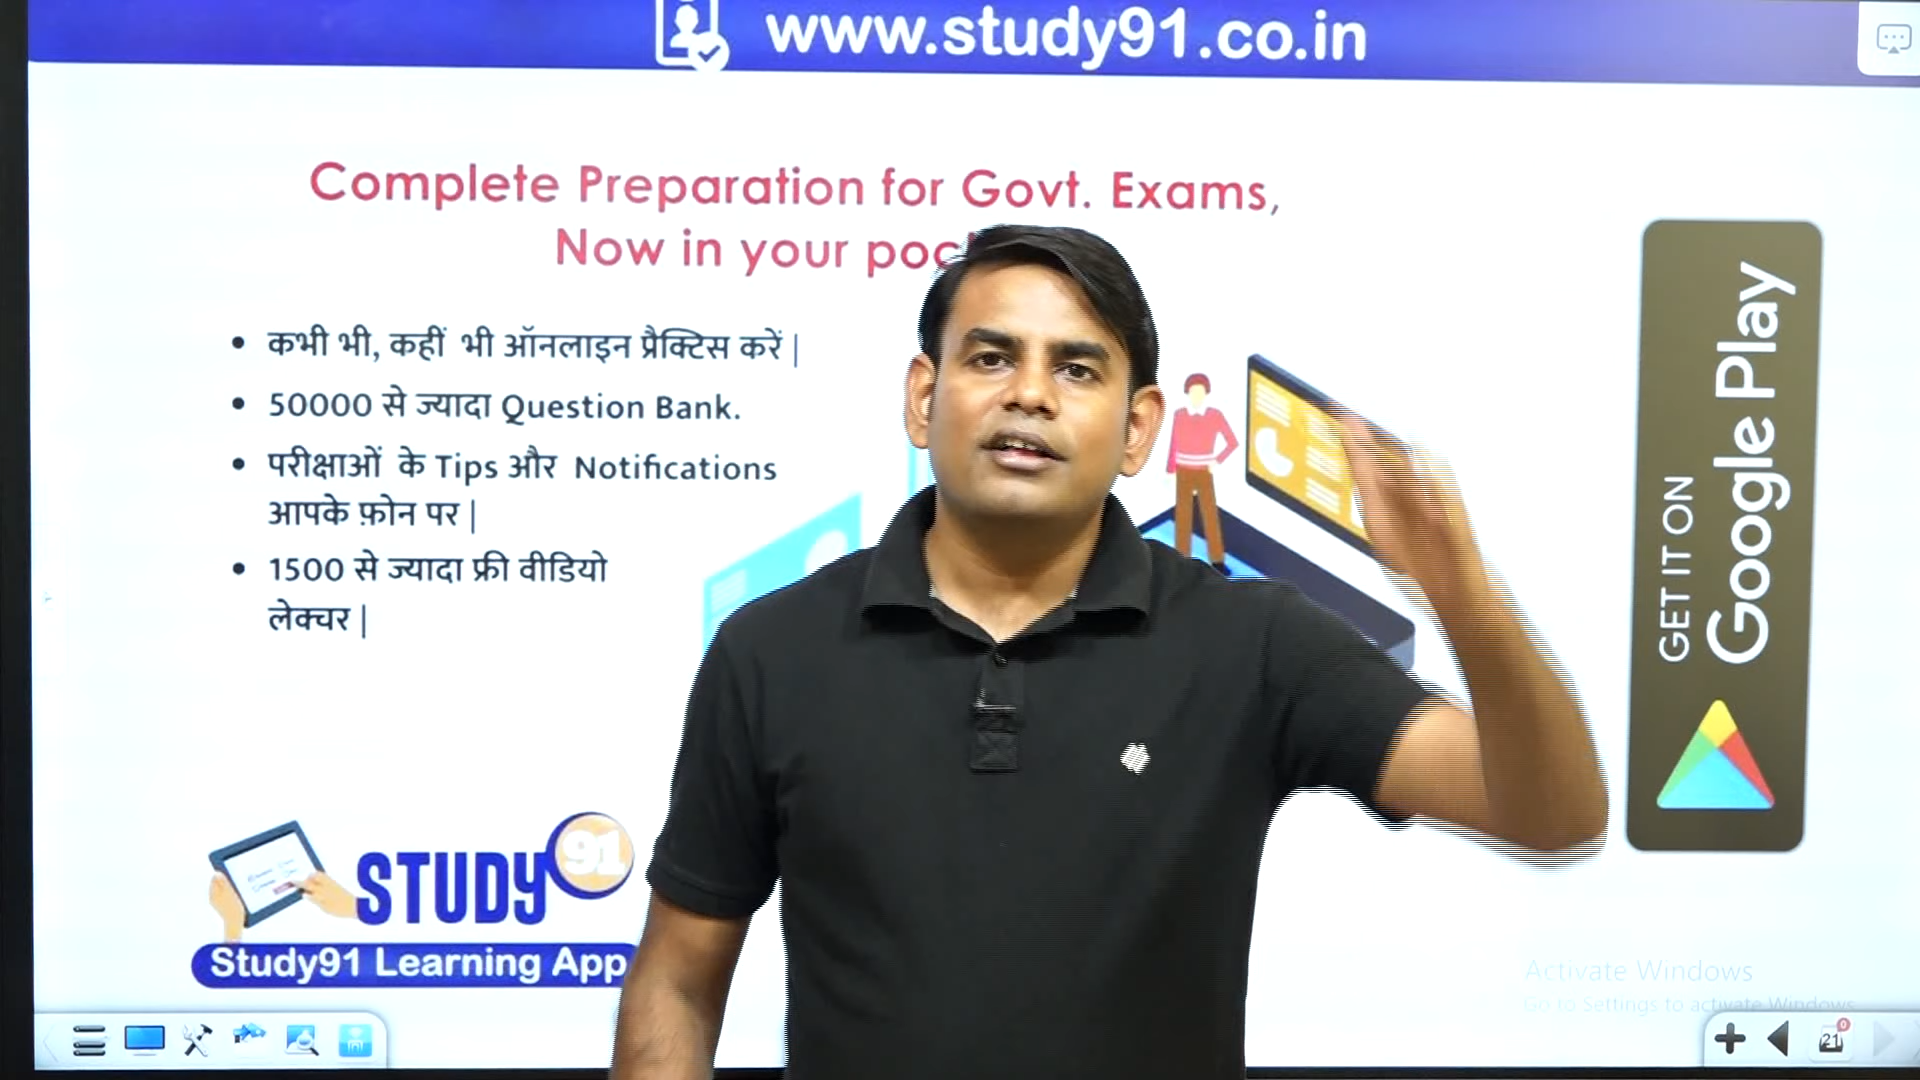 www.study91.co.in
Complete Preparation for Govt. Exams,
Now in your
• कभी भी, कहीं भी ऑनलाइन प्रैक्टिस करें |
• 50000 से ज्यादा Question Bank.
• परीक्षाओं के Tips और Notifications
आपके फ़ोन पर |
• 1500 से ज्यादा फ्री वीडियो
लेक्चर |
GET IT ON
Google Play
STUDY 91
Study91 Learning App
Activate Windows
Go to Settings to activate Windows.
21
0